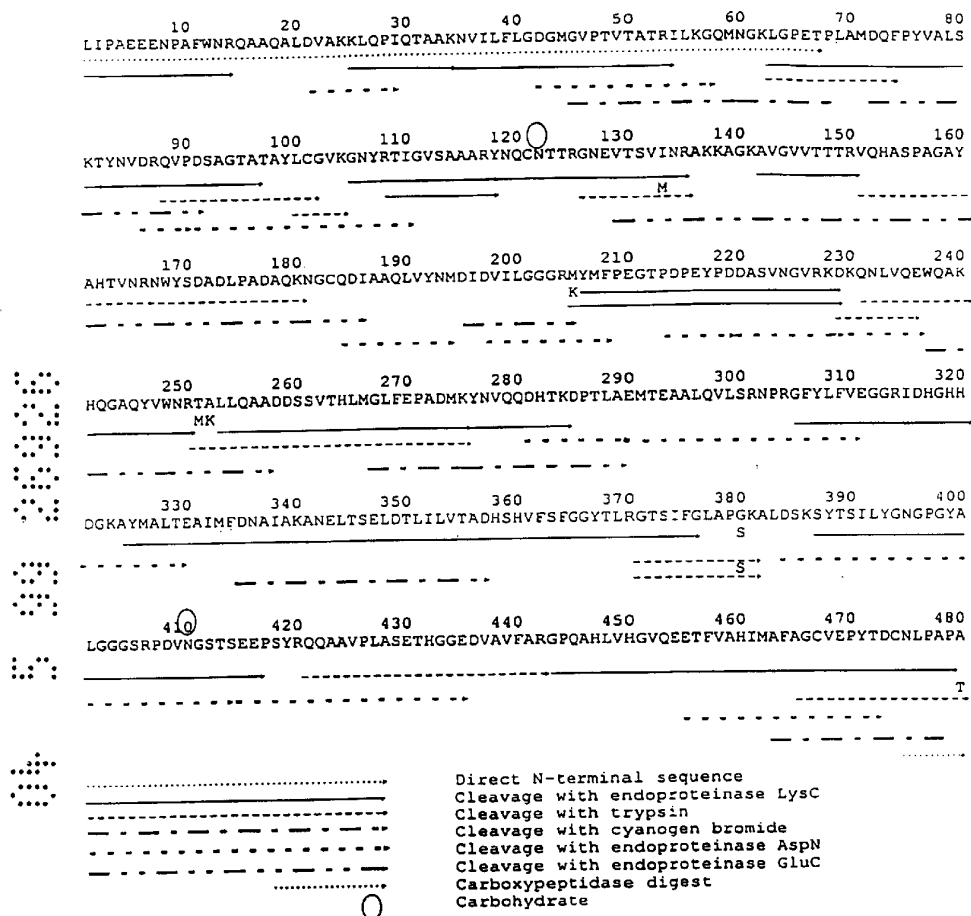 10 20 30 40 50 60 70 80
LIPAEEENPAFWNRQAAQALDVAKKLQPIQTAAKNVILFLGDGMGVPTVTATRILKGQMNGKLGPETPLAMDQFPYVALS
90 100 110 120 130 140 150 160
KTYNVDRQVPDSAGTATAYLCGVKGNYRTIGVSAAARYNQCNTTRGNEVTSVINRAKKAGKAVGVVTTTRVQHASPAGAY
M
170 180 190 200 210 220 230 240
AHTVNRNWYSDADLPADAQKNGCQDIAAQLVYNMDIDVILGGGRMYMFPEGTPDPEYPDDASVNGVRKDKQNLVQEWQAK
K
250 260 270 280 290 300 310 320
HQGAQYVWNRTALLQAADDSSVTHLMGLFEPADMKYNVQQDHTKDPTLAEMTEAALQVLSRNPRGFYLFVEGGRIDHGHH
MK
330 340 350 360 370 380 390 400
DGKAYMALTEAIMFDNAIAKANELTSELDTLILVTADHSHVFSFGGYTLRGTSIFGLAPGKALDSKSYTSILYGNGPGYA
S
S
410 420 430 440 450 460 470 480
LGGGSRPDVNGSTSEEPSYRQQAAVPLASETHGGEDVAVFARGPQAHLVHGVQEETFVAHIMAFAGCVEPYTDCNLPAPA
T
Direct N-terminal sequence
Cleavage with endoproteinase LysC
Cleavage with trypsin
Cleavage with cyanogen bromide
Cleavage with endoproteinase AspN
Cleavage with endoproteinase GluC
Carboxypeptidase digest
Carbohydrate